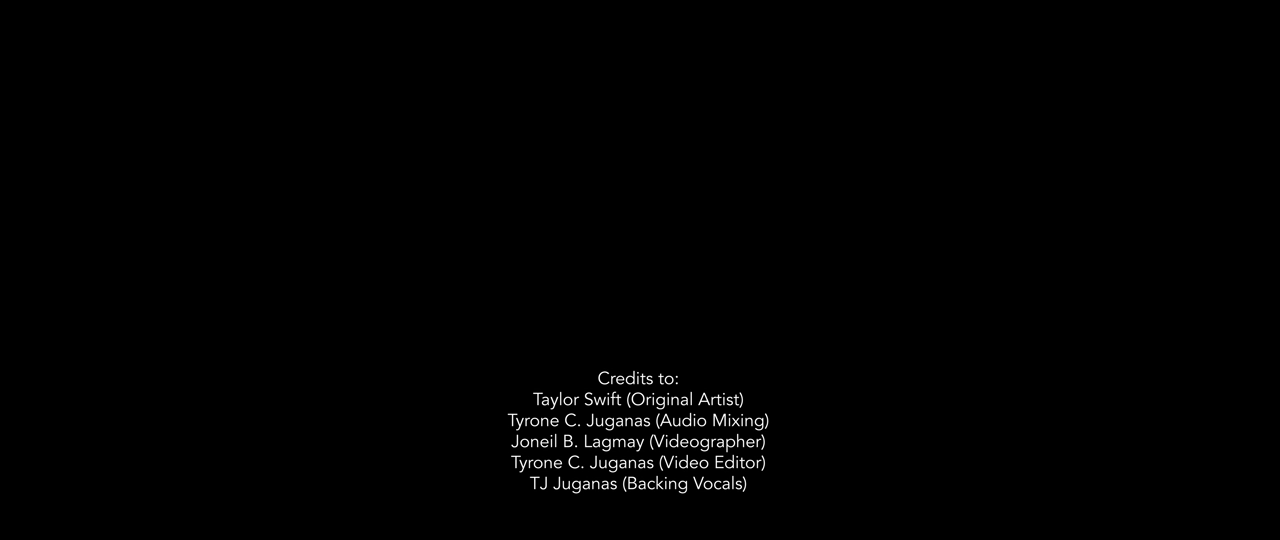 Credits to:
Taylor Swift (Original Artist)
Tyrone C. Juganas (Audio Mixing)
Joneil B. Lagmay (Videographer)
Tyrone C. Juganas (Video Editor)
TJ Juganas (Backing Vocals)